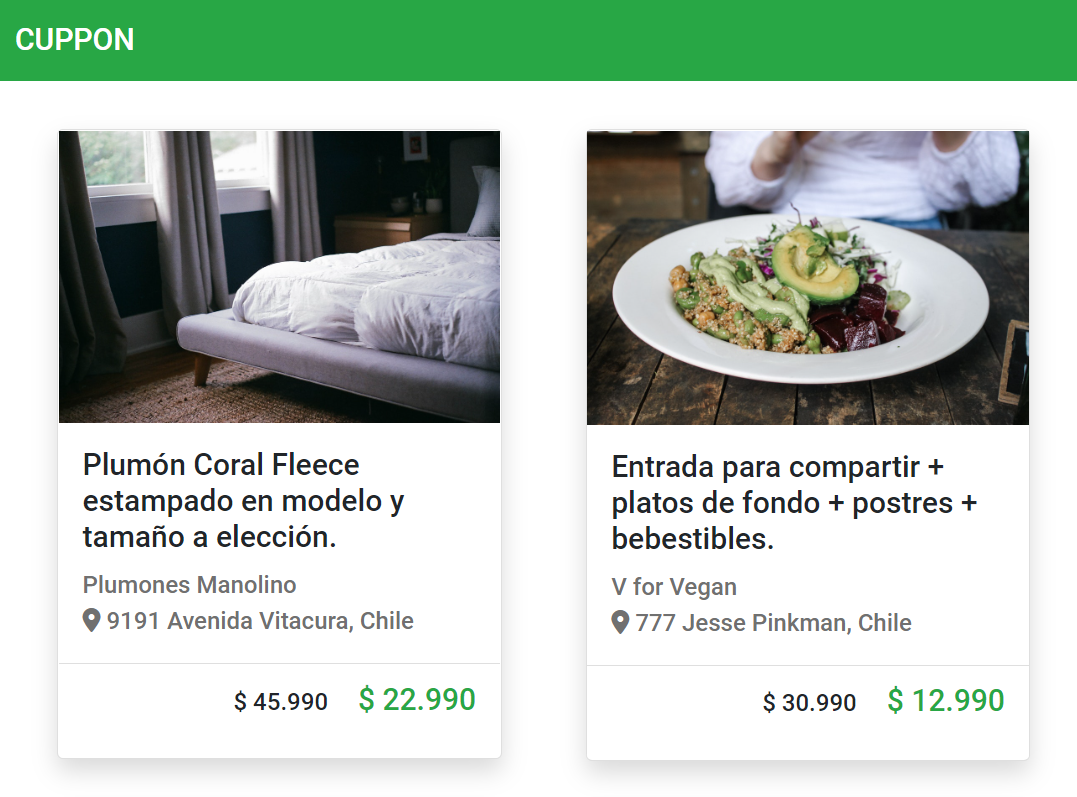 CUPPON
Plumón Coral Fleece
estampado en modelo y
tamaño a elección.
Plumones Manolino
9191 Avenida Vitacura, Chile
$ 45.990 $ 22.990
Entrada para compartir +
platos de fondo + postres +
bebestibles.
V for Vegan
777 Jesse Pinkman, Chile
$ 30.990 $ 12.990